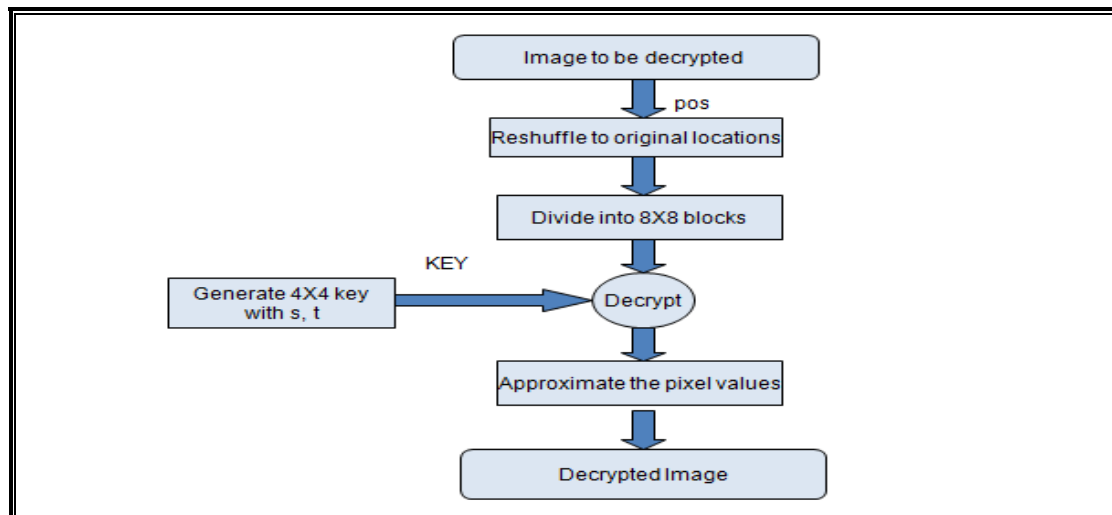 Image to be decrypted
pos
Reshuffle to original locations
Divide into 8X8 blocks
KEY
Generate 4X4 key
with s, t
Decrypt
Approximate the pixel values
Decrypted Image